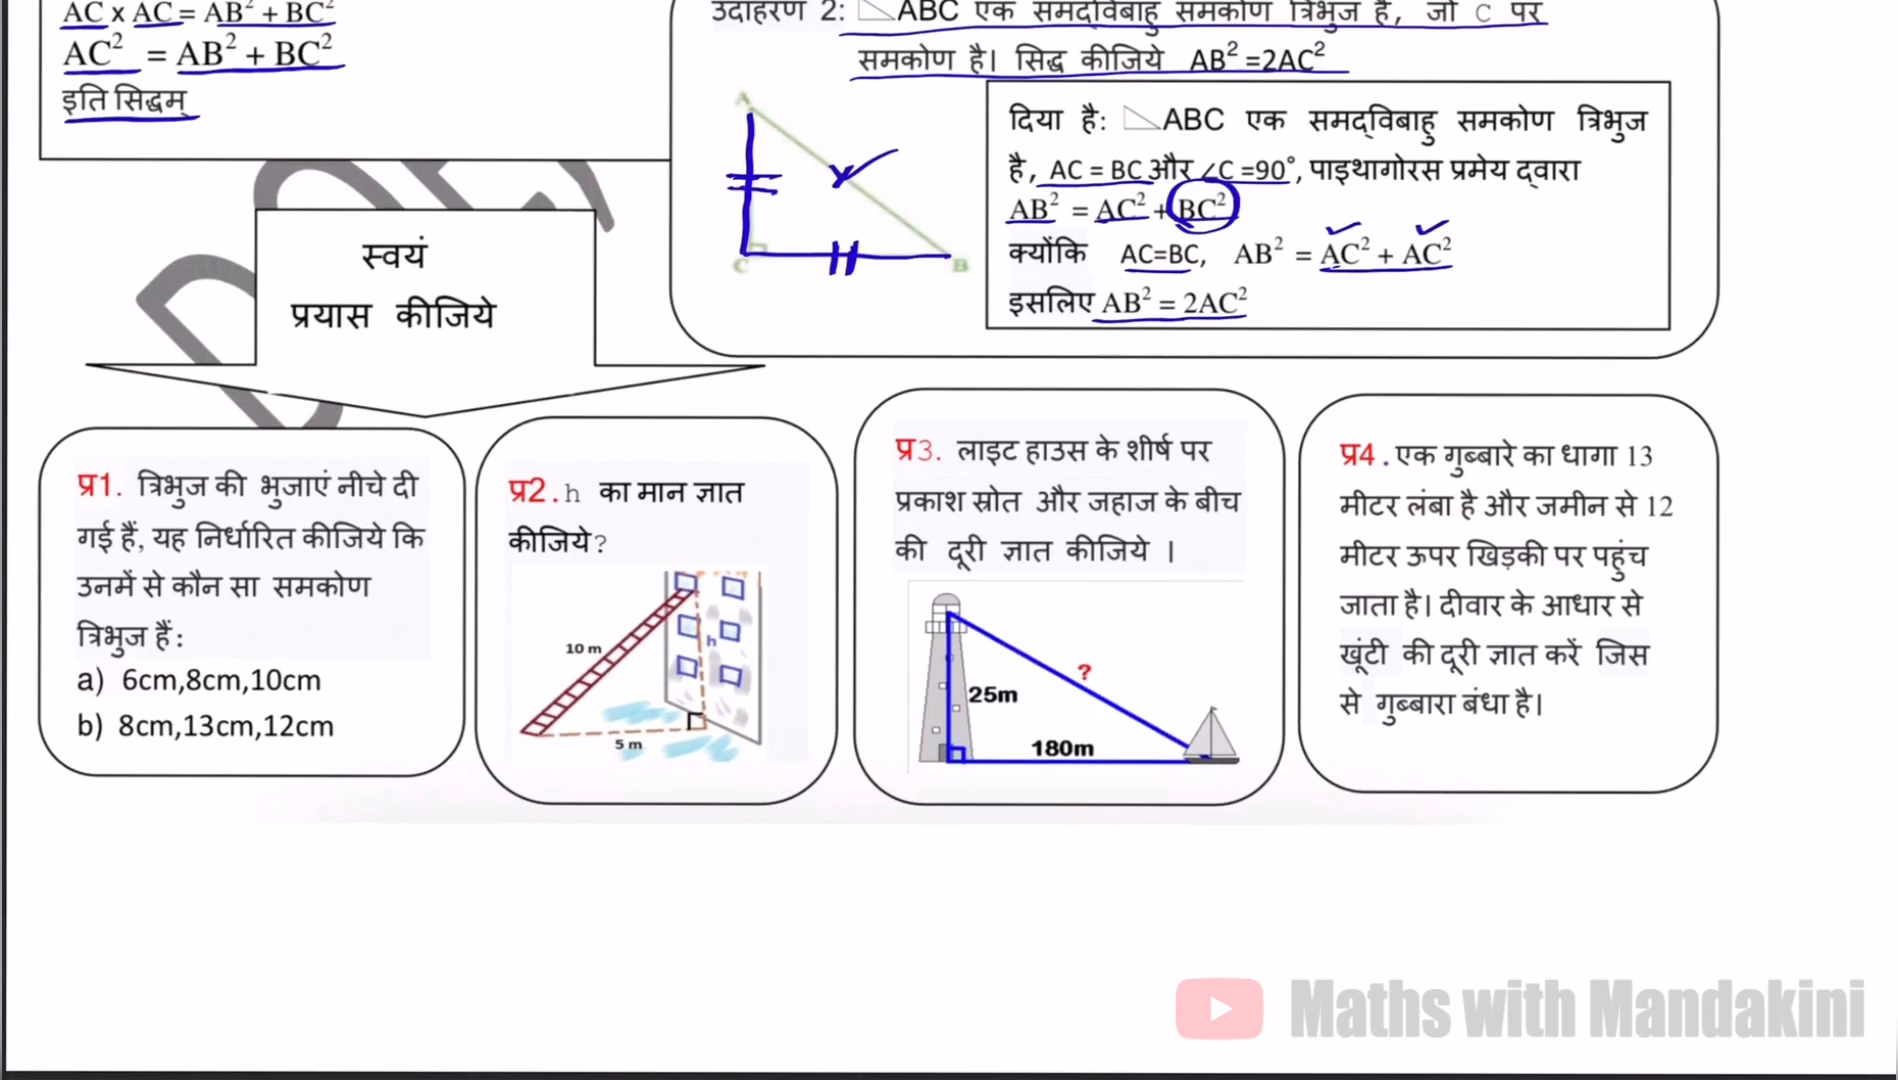 AC x AC = AB² + BC²
AC² = AB² + BC²
इति सिद्धम्
उदाहरण 2: ABC एक समद्विबाहु समकोण त्रिभुज है, जो C पर
समकोण है। सिद्ध कीजिये AB² =2AC²
A
C
B
दिया है: ABC एक समद्विबाहु समकोण त्रिभुज
है, AC = BC और ∠C =90°, पाइथागोरस प्रमेय द्वारा
AB² = AC² + BC²
क्योंकि AC=BC, AB² = AC² + AC²
इसलिए AB² = 2AC²
स्वयं
प्रयास कीजिये
प्र1. त्रिभुज की भुजाएं नीचे दी
गई हैं, यह निर्धारित कीजिये कि
उनमें से कौन सा समकोण
त्रिभुज हैं:
a) 6cm,8cm,10cm
b) 8cm,13cm,12cm
प्र2. h का मान ज्ञात
कीजिये?
10 m
h
5 m
प्र3. लाइट हाउस के शीर्ष पर
प्रकाश स्रोत और जहाज के बीच
की दूरी ज्ञात कीजिये ।
?
25m
180m
प्र4. एक गुब्बारे का धागा 13
मीटर लंबा है और जमीन से 12
मीटर ऊपर खिड़की पर पहुंच
जाता है। दीवार के आधार से
खूंटी की दूरी ज्ञात करें जिस
से गुब्बारा बंधा है।
Maths with Mandakini